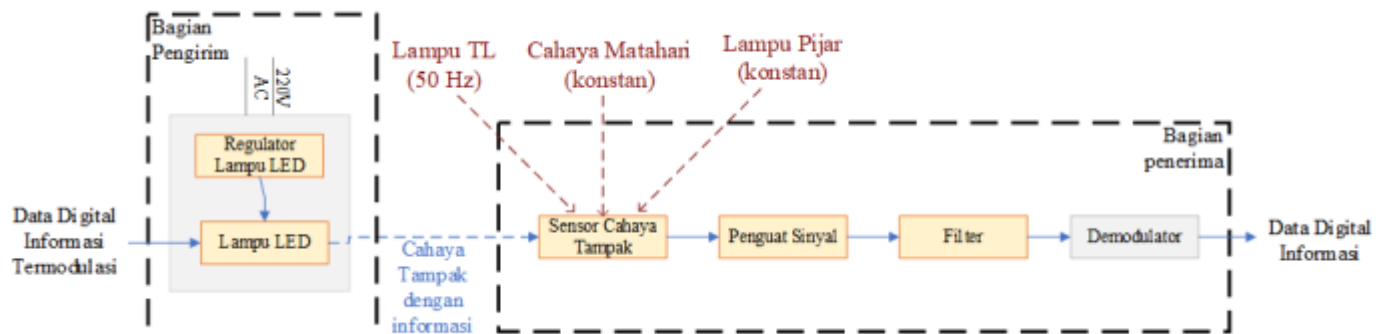 Bagian
Pengirim
220V
AC
Regulator
Lampu LED
Lampu LED
Data Digital
Informasi
Termodulasi
Lampu TL
(50 Hz)
Cahaya Matahari
(konstan)
Lampu Pijar
(konstan)
Cahaya
Tampak
dengan
informasi
Bagian
penerima
Sensor Cahaya
Tampak
Penguat Sinyal
Filter
Demodulator
Data Digital
Informasi